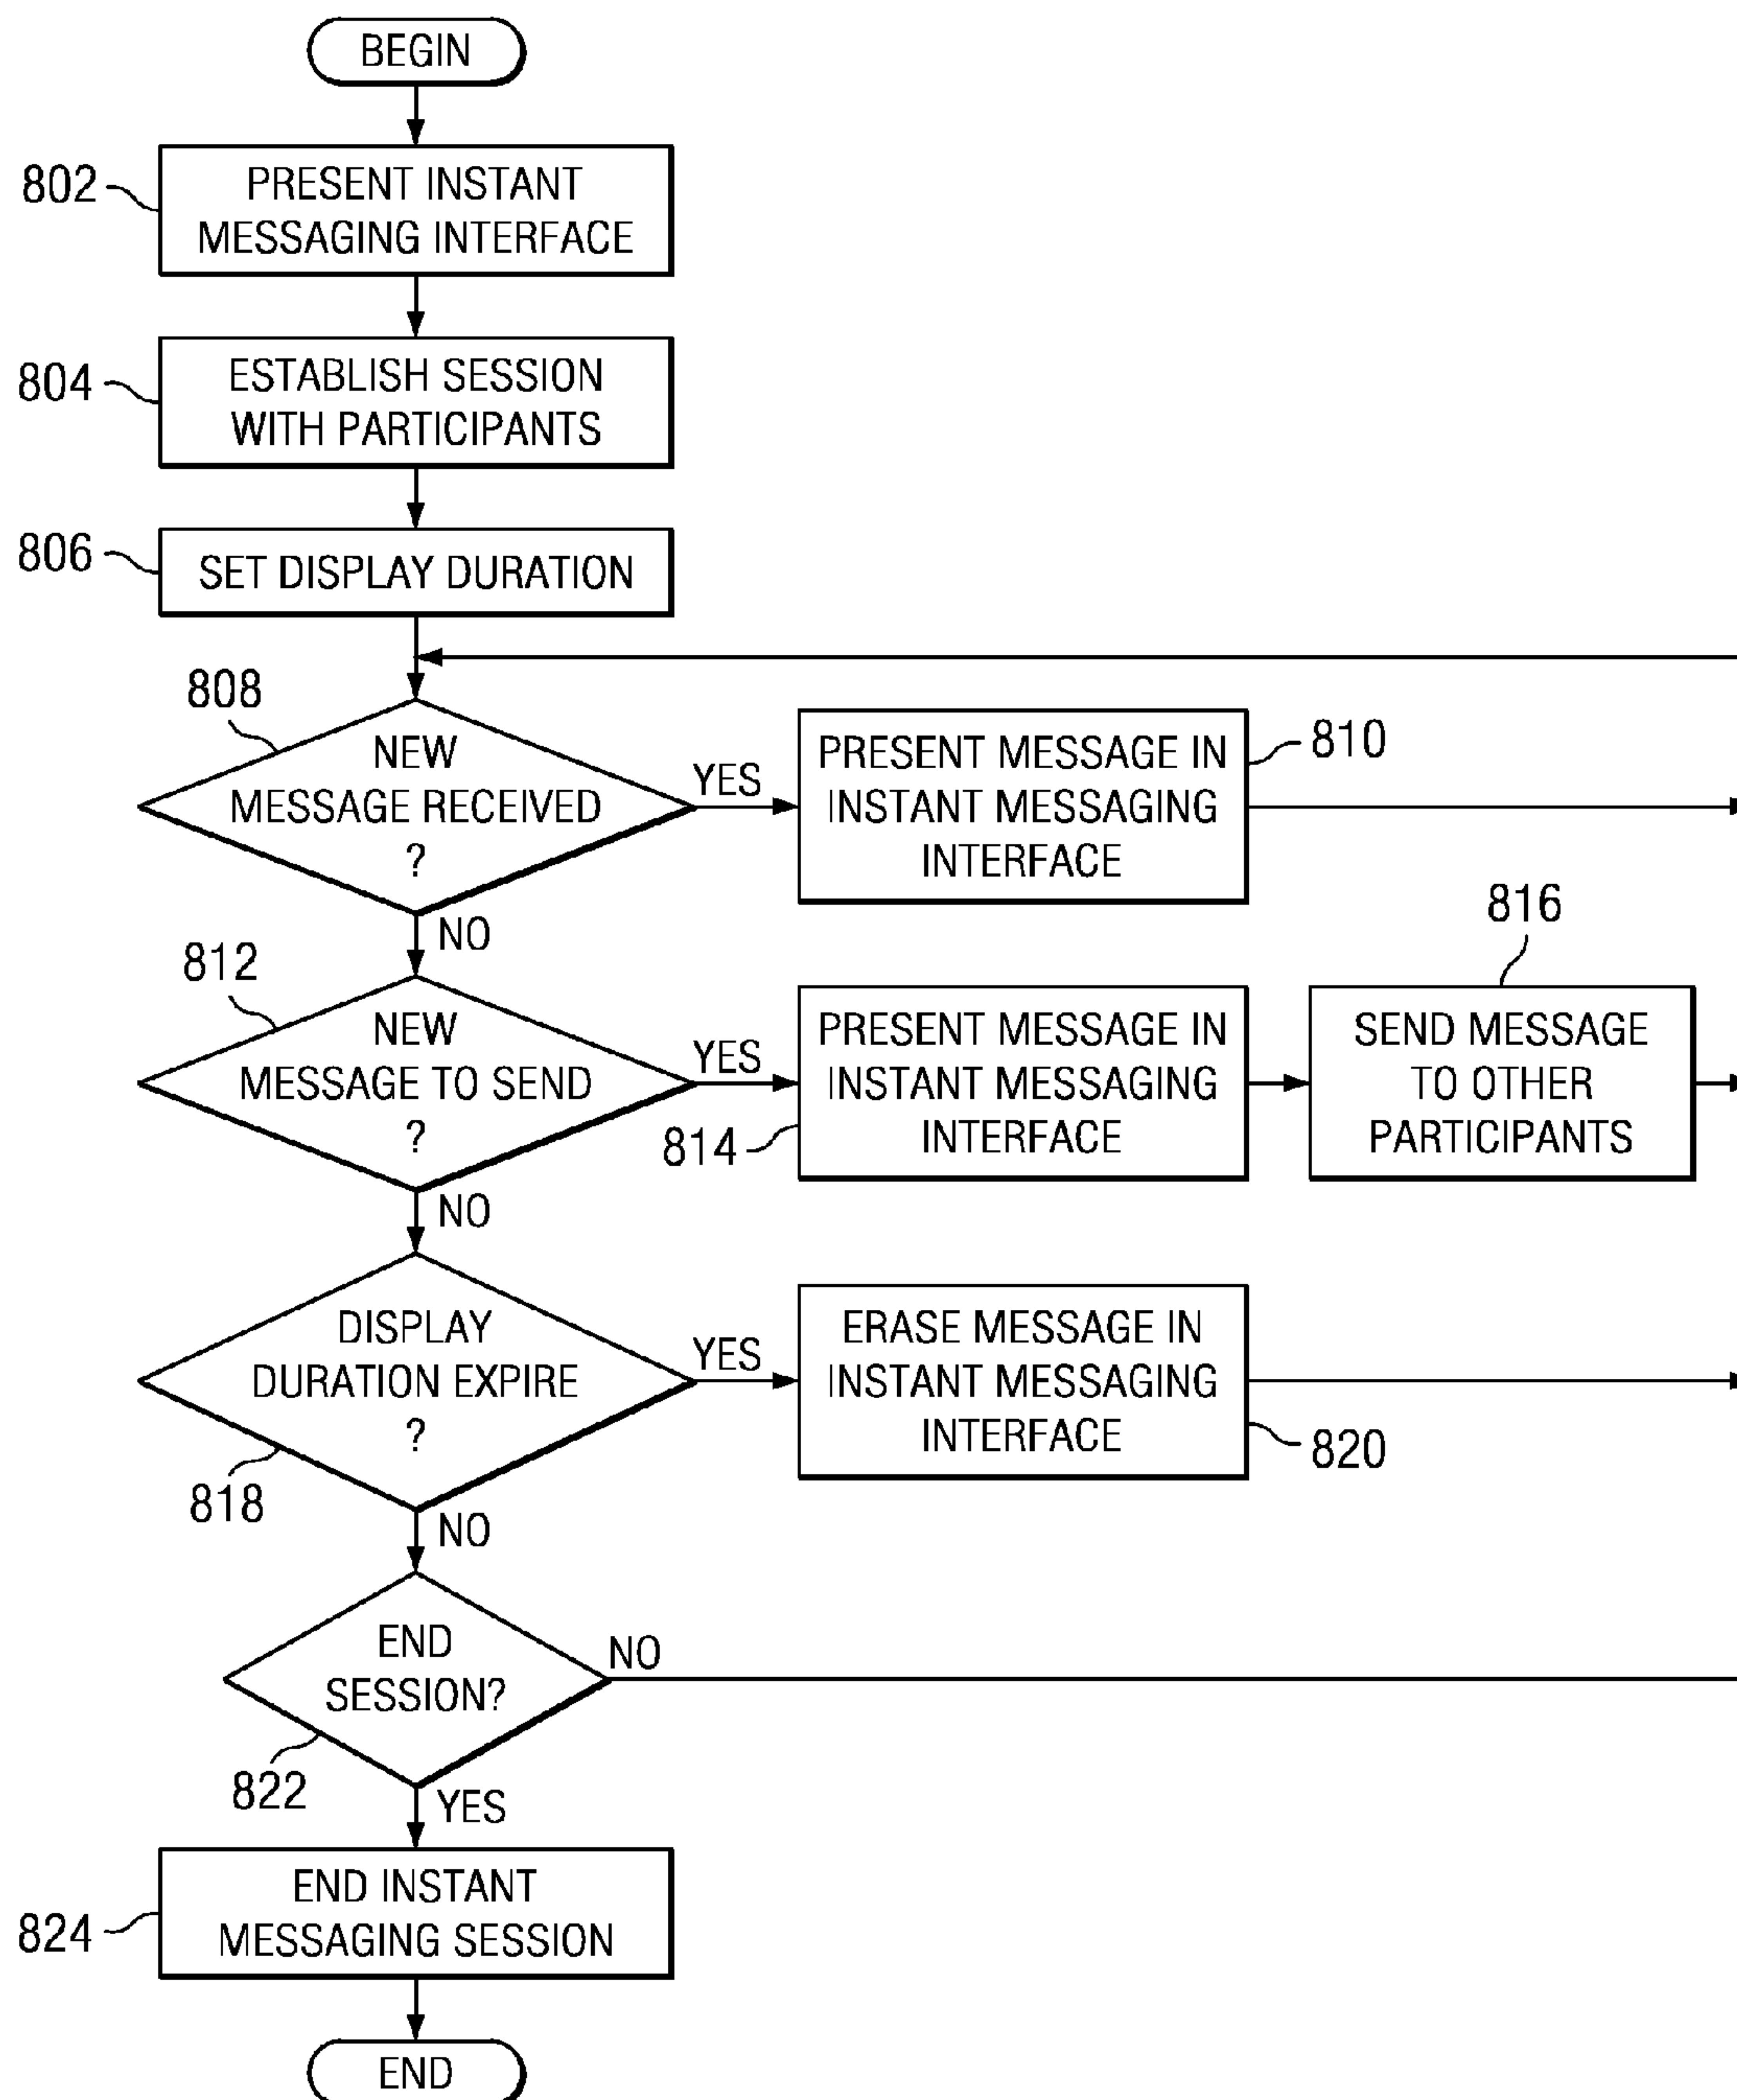 BEGIN
802
PRESENT INSTANT
MESSAGING INTERFACE
804
ESTABLISH SESSION
WITH PARTICIPANTS
806
SET DISPLAY DURATION
808
NEW
MESSAGE RECEIVED
?
YES
PRESENT MESSAGE IN
INSTANT MESSAGING
INTERFACE
810
NO
812
NEW
MESSAGE TO SEND
?
YES
PRESENT MESSAGE IN
INSTANT MESSAGING
INTERFACE
814
816
SEND MESSAGE
TO OTHER
PARTICIPANTS
NO
DISPLAY
DURATION EXPIRE
?
818
YES
ERASE MESSAGE IN
INSTANT MESSAGING
INTERFACE
820
NO
END
SESSION?
NO
822
YES
END INSTANT
MESSAGING SESSION
824
END